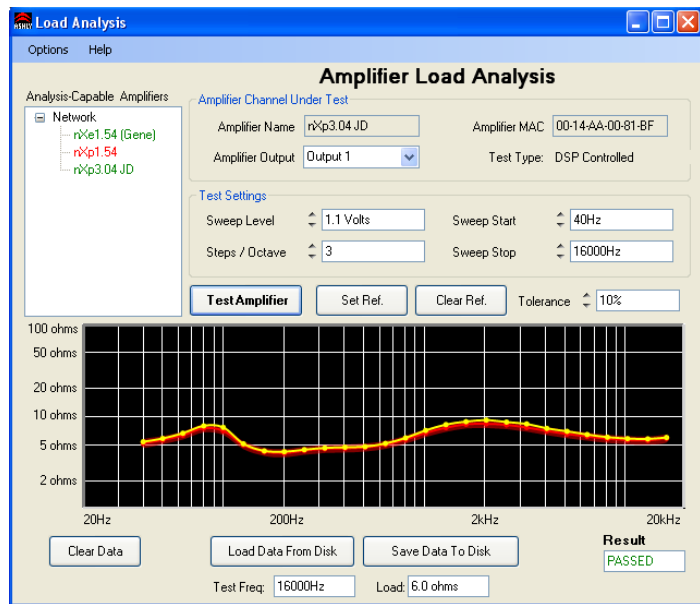 ASHLY Load Analysis
Options Help
Amplifier Load Analysis
Analysis-Capable Amplifiers
Network
nXe1.54 (Gene)
nXp1.54
nXp3.04 JD
Amplifier Channel Under Test
Amplifier Name nXp3.04 JD Amplifier MAC 00-14-AA-00-81-BF
Amplifier Output Output 1 Test Type: DSP Controlled
Test Settings
Sweep Level 1.1 Volts Sweep Start 40Hz
Steps / Octave 3 Sweep Stop 16000Hz
Test Amplifier Set Ref. Clear Ref. Tolerance 10%
100 ohms
50 ohms
20 ohms
10 ohms
5 ohms
2 ohms
20Hz 200Hz 2kHz 20kHz
Clear Data Load Data From Disk Save Data To Disk Result
PASSED
Test Freq: 16000Hz Load: 6.0 ohms